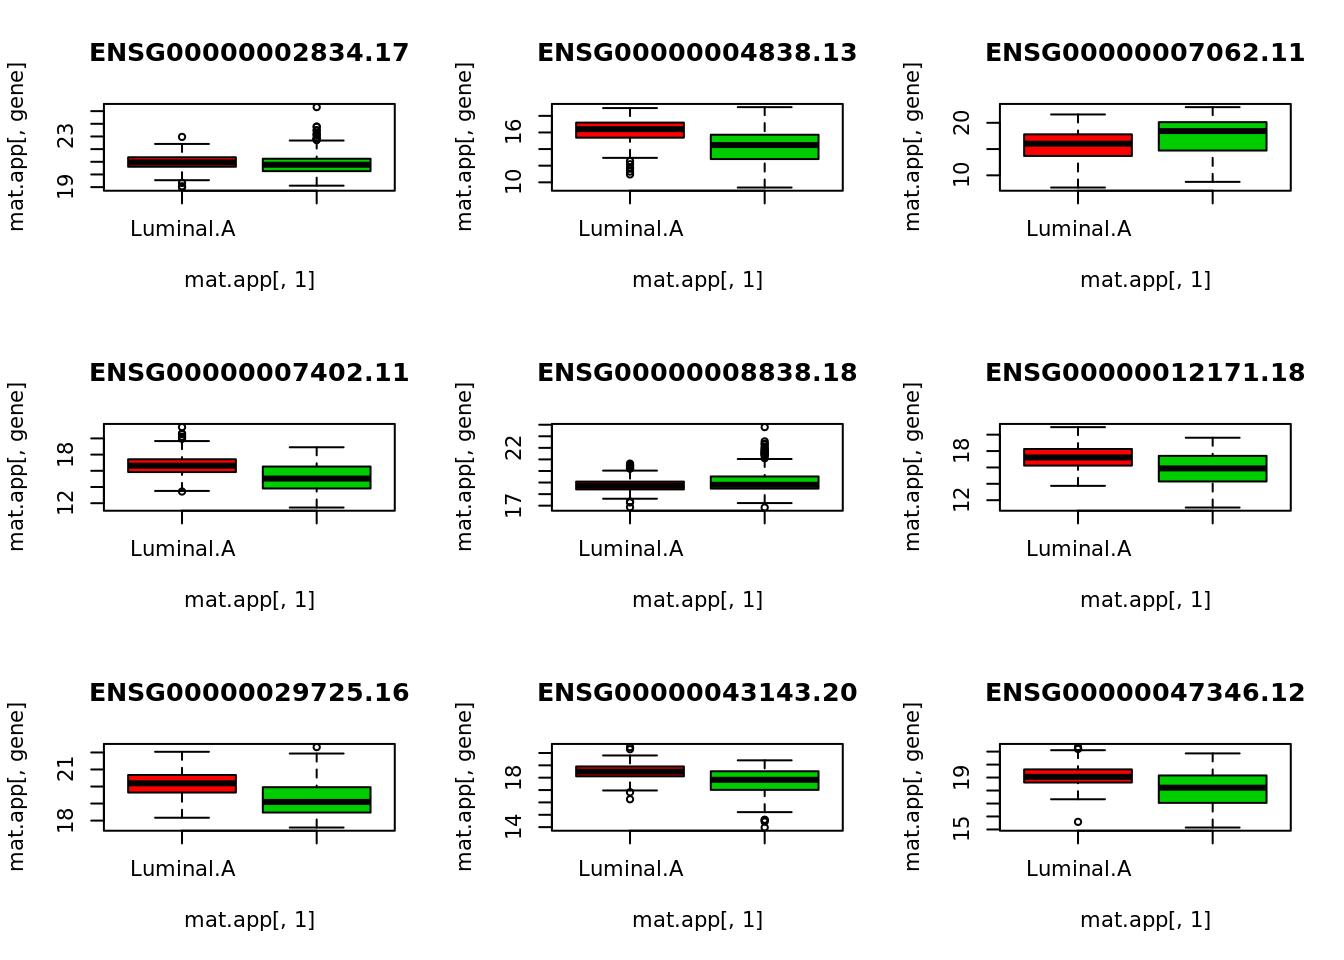 ENSG00000002834.17
mat.app[, gene]
23
19
Luminal.A
mat.app[, 1]
ENSG00000004838.13
mat.app[, gene]
16
10
Luminal.A
mat.app[, 1]
ENSG00000007062.11
mat.app[, gene]
20
10
Luminal.A
mat.app[, 1]
ENSG00000007402.11
mat.app[, gene]
18
12
Luminal.A
mat.app[, 1]
ENSG00000008838.18
mat.app[, gene]
22
17
Luminal.A
mat.app[, 1]
ENSG00000012171.18
mat.app[, gene]
18
12
Luminal.A
mat.app[, 1]
ENSG00000029725.16
mat.app[, gene]
21
18
Luminal.A
mat.app[, 1]
ENSG00000043143.20
mat.app[, gene]
18
14
Luminal.A
mat.app[, 1]
ENSG00000047346.12
mat.app[, gene]
19
15
Luminal.A
mat.app[, 1]